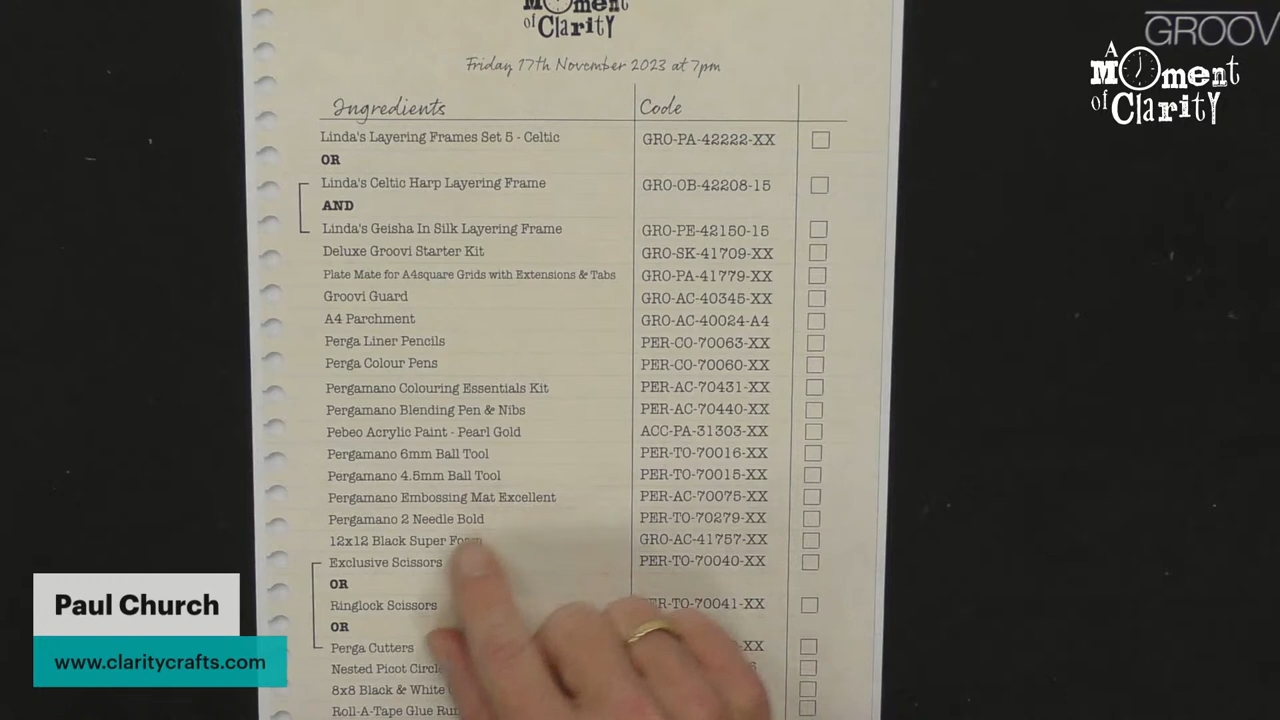 Moment
of Clarity
Friday 17th November 2023 at 7pm
Ingredients Code
Linda's Layering Frames Set 5 - Celtic GRO-PA-42222-XX
OR
Linda's Celtic Harp Layering Frame GRO-OB-42208-15
AND
Linda's Geisha In Silk Layering Frame GRO-PE-42150-15
Deluxe Groovi Starter Kit GRO-SK-41709-XX
Plate Mate for A4square Grids with Extensions & Tabs GRO-PA-41779-XX
Groovi Guard GRO-AC-40345-XX
A4 Parchment GRO-AC-40024-A4
Perga Liner Pencils PER-CO-70063-XX
Perga Colour Pens PER-CO-70060-XX
Pergamano Colouring Essentials Kit PER-AC-70431-XX
Pergamano Blending Pen & Nibs PER-AC-70440-XX
Pebeo Acrylic Paint - Pearl Gold ACC-PA-31303-XX
Pergamano 6mm Ball Tool PER-TO-70016-XX
Pergamano 4.5mm Ball Tool PER-TO-70015-XX
Pergamano Embossing Mat Excellent PER-AC-70075-XX
Pergamano 2 Needle Bold PER-TO-70279-XX
12x12 Black Super Foam GRO-AC-41757-XX
Exclusive Scissors PER-TO-70040-XX
OR
Ringlock Scissors PER-TO-70041-XX
OR
Perga Cutters -XX
Nested Picot Circle
8x8 Black & White
Roll-A-Tape Glue
GROOV
A
Moment
of Clarity
Paul Church
www.claritycrafts.com